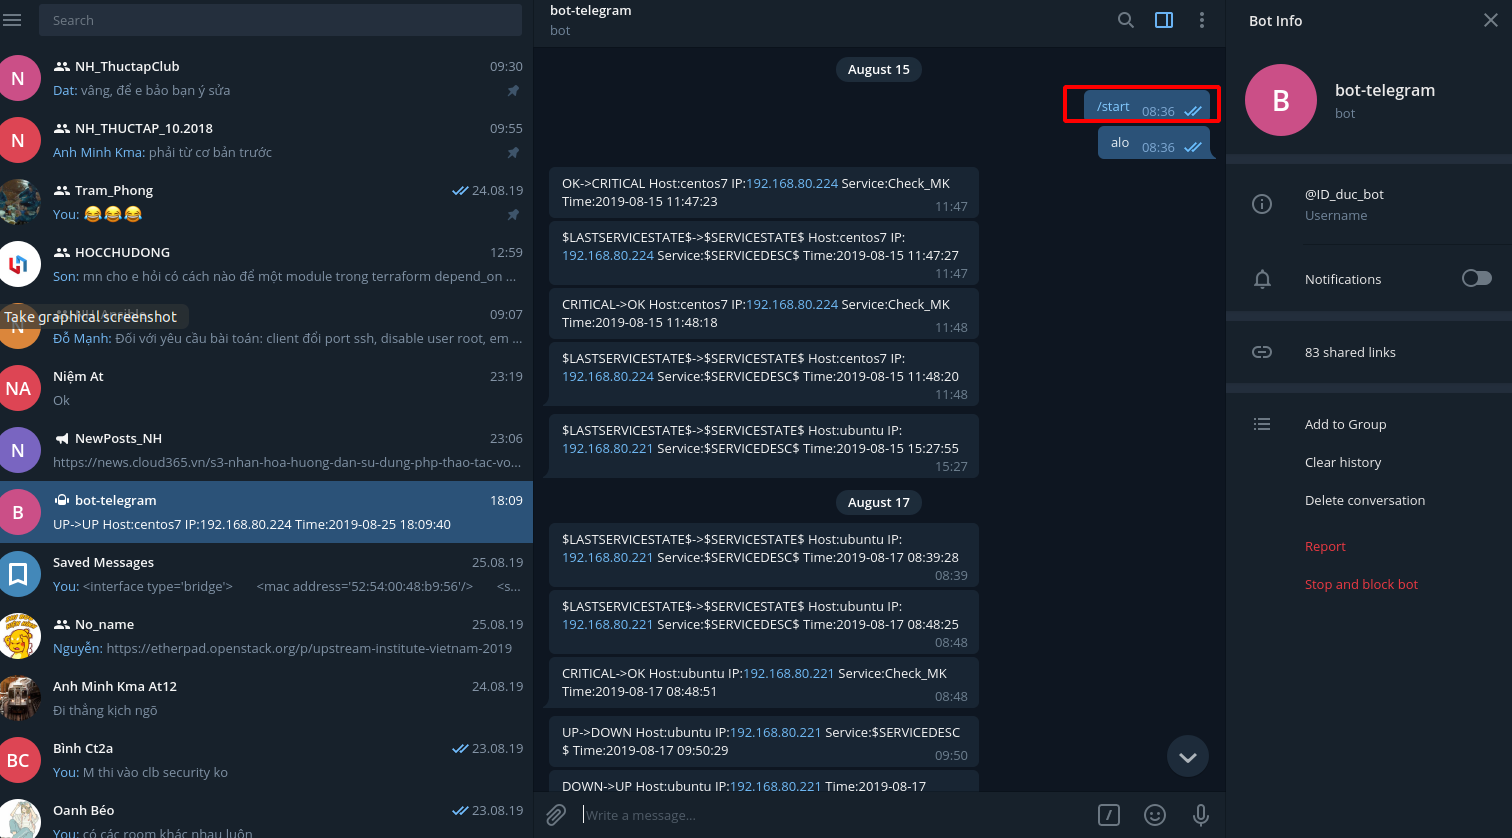 Search
N
NH_ThuctapClub
09:30
Dat: vâng, để e bảo bạn ý sửa
N
NH_THUCTAP_10.2018
09:55
Anh Minh Kma: phải từ cơ bản trước
Tram_Phong
24.08.19
You: 😂😂😂
HOCCHUDONG
12:59
Son: mn cho e hỏi có cách nào để một module trong terraform depend_on ...
Take graphical screenshot
N
09:07
Đỗ Mạnh: Đối với yêu cầu bài toán: client đổi port ssh, disable user root, em ...
NA
Niệm At
23:19
Ok
N
NewPosts_NH
23:06
https://news.cloud365.vn/s3-nhan-hoa-huong-dan-su-dung-php-thao-tac-vo...
B
bot-telegram
18:09
UP->UP Host:centos7 IP:192.168.80.224 Time:2019-08-25 18:09:40
Saved Messages
25.08.19
You: <interface type='bridge'> <mac address='52:54:00:48:b9:56'/> <s...
No_name
25.08.19
Nguyễn: https://etherpad.openstack.org/p/upstream-institute-vietnam-2019
Anh Minh Kma At12
24.08.19
Đi thẳng kịch ngõ
BC
Bình Ct2a
23.08.19
You: M thi vào clb security ko
Oanh Béo
23.08.19
You: có các room khác nhau luôn
bot-telegram
bot
August 15
/start 08:36
alo 08:36
OK->CRITICAL Host:centos7 IP:192.168.80.224 Service:Check_MK
Time:2019-08-15 11:47:23
11:47
$LASTSERVICESTATE$->$SERVICESTATE$ Host:centos7 IP:
192.168.80.224 Service:$SERVICEDESC$ Time:2019-08-15 11:47:27
11:47
CRITICAL->OK Host:centos7 IP:192.168.80.224 Service:Check_MK
Time:2019-08-15 11:48:18
11:48
$LASTSERVICESTATE$->$SERVICESTATE$ Host:centos7 IP:
192.168.80.224 Service:$SERVICEDESC$ Time:2019-08-15 11:48:20
11:48
$LASTSERVICESTATE$->$SERVICESTATE$ Host:ubuntu IP:
192.168.80.221 Service:$SERVICEDESC$ Time:2019-08-15 15:27:55
15:27
August 17
$LASTSERVICESTATE$->$SERVICESTATE$ Host:ubuntu IP:
192.168.80.221 Service:$SERVICEDESC$ Time:2019-08-17 08:39:28
08:39
$LASTSERVICESTATE$->$SERVICESTATE$ Host:ubuntu IP:
192.168.80.221 Service:$SERVICEDESC$ Time:2019-08-17 08:48:25
08:48
CRITICAL->OK Host:ubuntu IP:192.168.80.221 Service:Check_MK
Time:2019-08-17 08:48:51
08:48
UP->DOWN Host:ubuntu IP:192.168.80.221 Service:$SERVICEDESC
$ Time:2019-08-17 09:50:29
09:50
DOWN->UP Host:ubuntu IP:192.168.80.221 Time:2019-08-17
Write a message...
Bot Info
B
bot-telegram
bot
@ID_duc_bot
Username
Notifications
83 shared links
Add to Group
Clear history
Delete conversation
Report
Stop and block bot